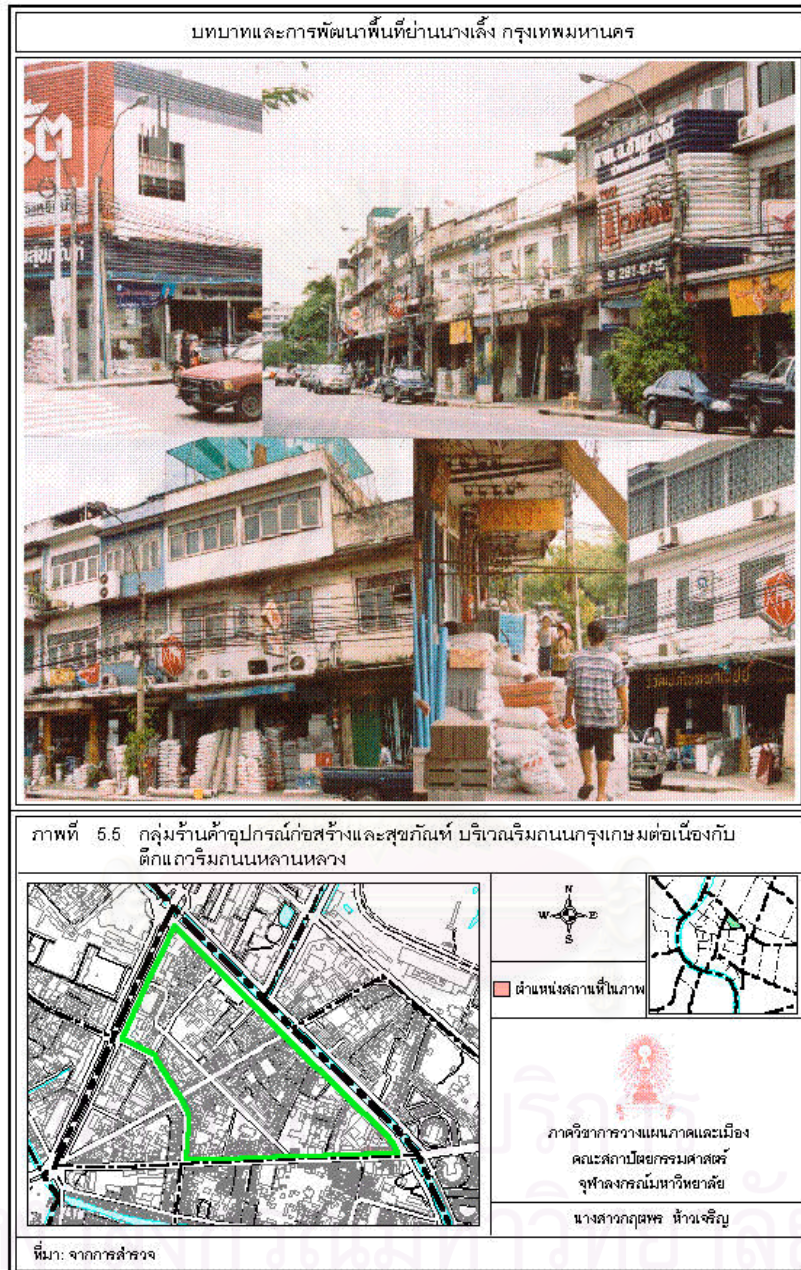 บทบาทและการพัฒนาพื้นที่ย่านนางเลิ้ง กรุงเทพมหานคร
281-6715
ภาพที่ 5.5 กลุ่มร้านค้าอุปกรณ์ก่อสร้างและสุขภัณฑ์ บริเวณริมถนนกรุงเกษมต่อเนื่องกับ
ตึกแถวริมถนนหลานหลวง
N
W E
S
ตำแหน่งสถานที่ในภาพ
ภาควิชาการวางแผนภาคและเมือง
คณะสถาปัตยกรรมศาสตร์
จุฬาลงกรณ์มหาวิทยาลัย
นางสาวกฤตพร ห้าวเจริญ
ที่มา: จากการสำรวจ